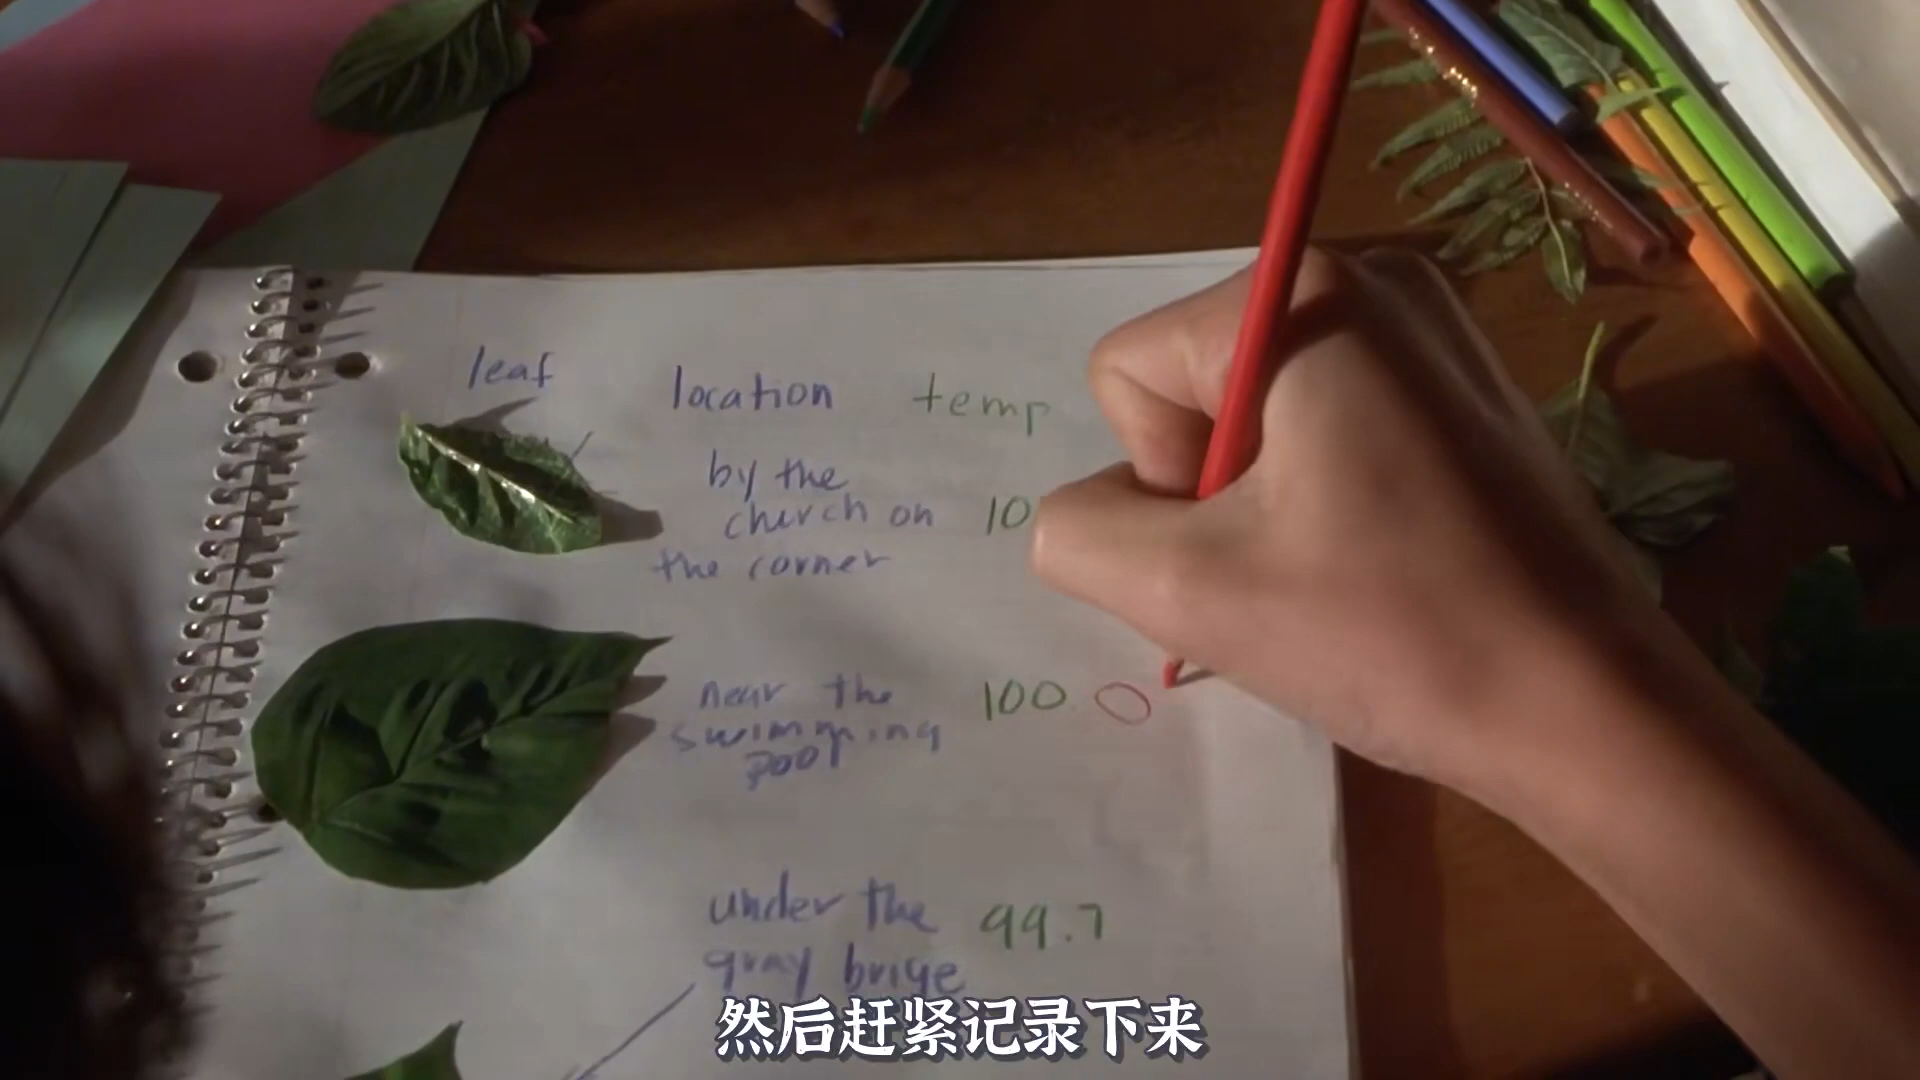 leaf location temp
by the
church on 10
the corner
near the 100.0
swimming
pool
under the 99.7
gray brige
然后赶紧记录下来